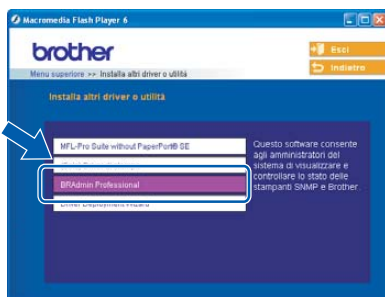 Macromedia Flash Player 6
brother
Esci
Indietro
Menu superiore >> Installa altri driver o utilità
Installa altri driver o utilità
MFL-Pro Suite without PaperPort® SE
BRAdmin Professional
Driver Deployment Wizard
Questo software consente
agli amministratori del
sistema di visualizzare e
controllare lo stato delle
stampanti SNMP e Brother.